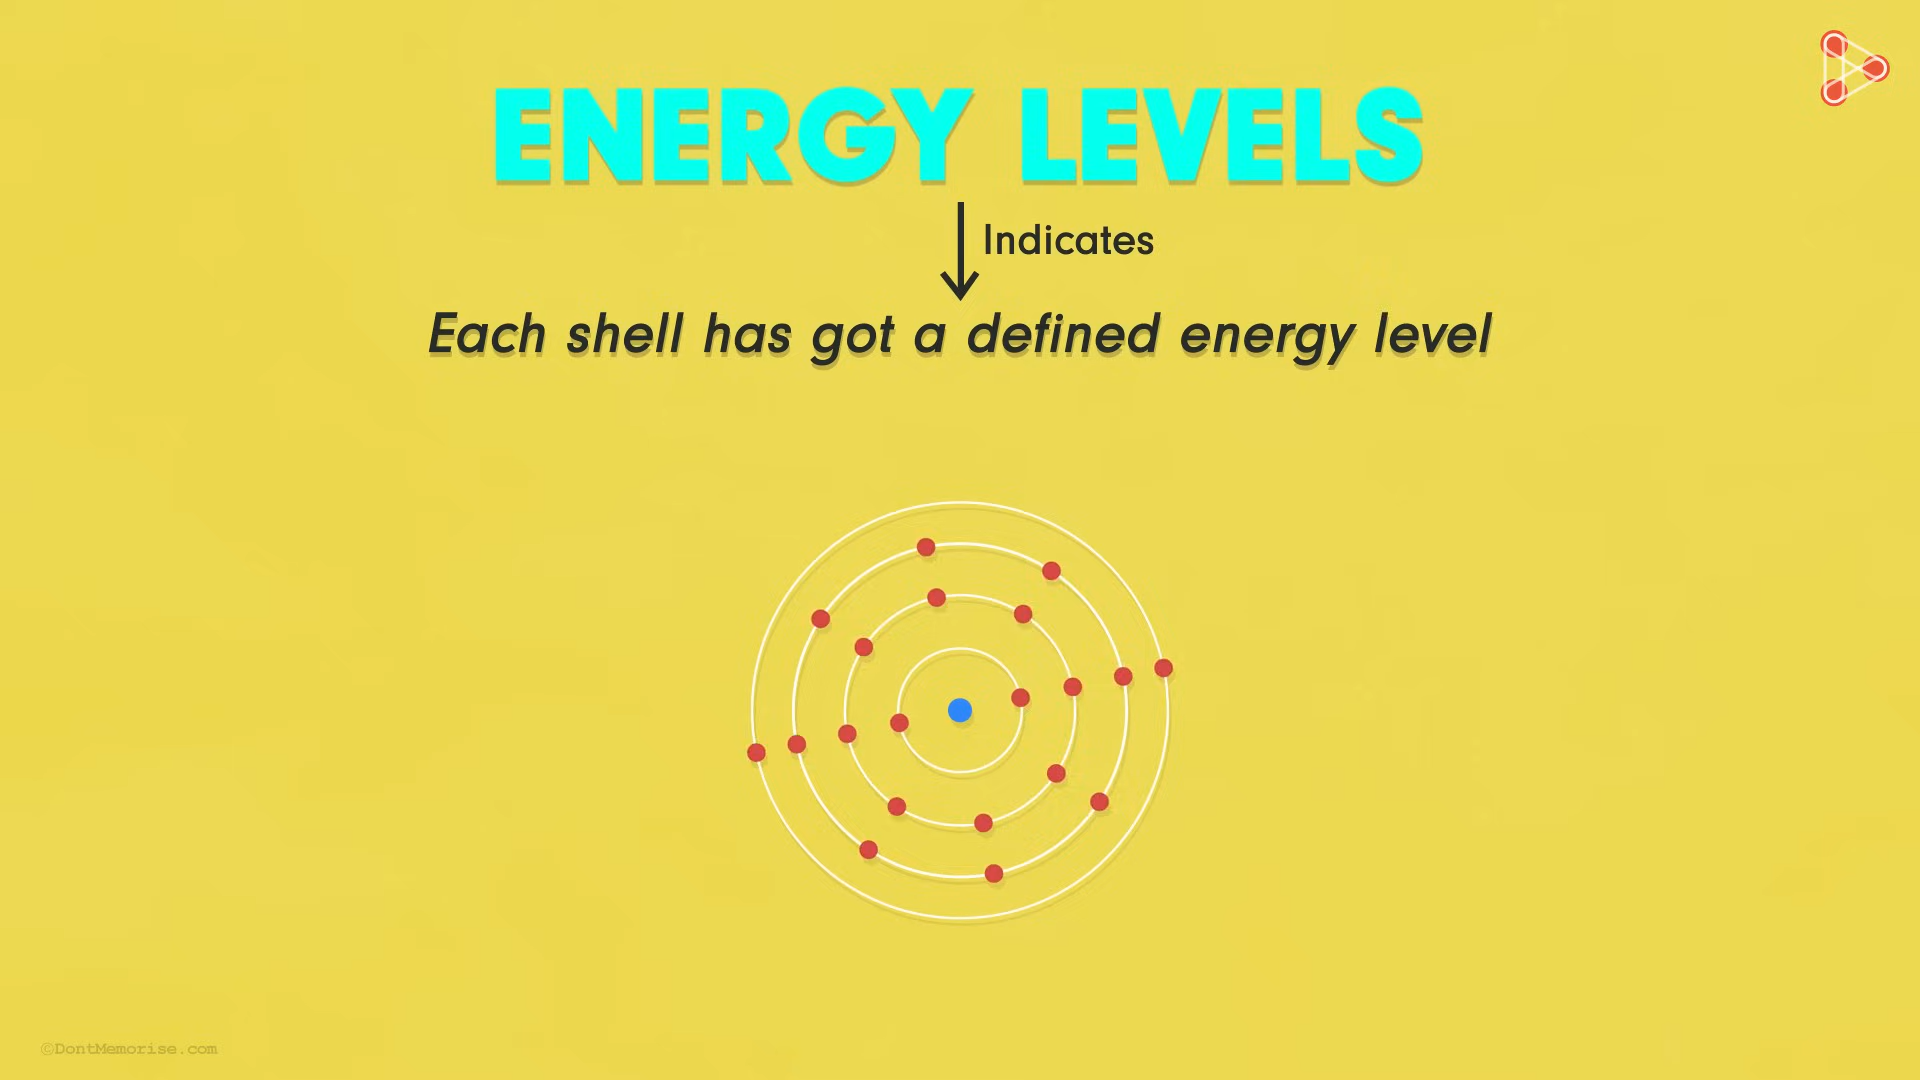 ENERGY LEVELS
Indicates
Each shell has got a defined energy level
©DontMemorise.com